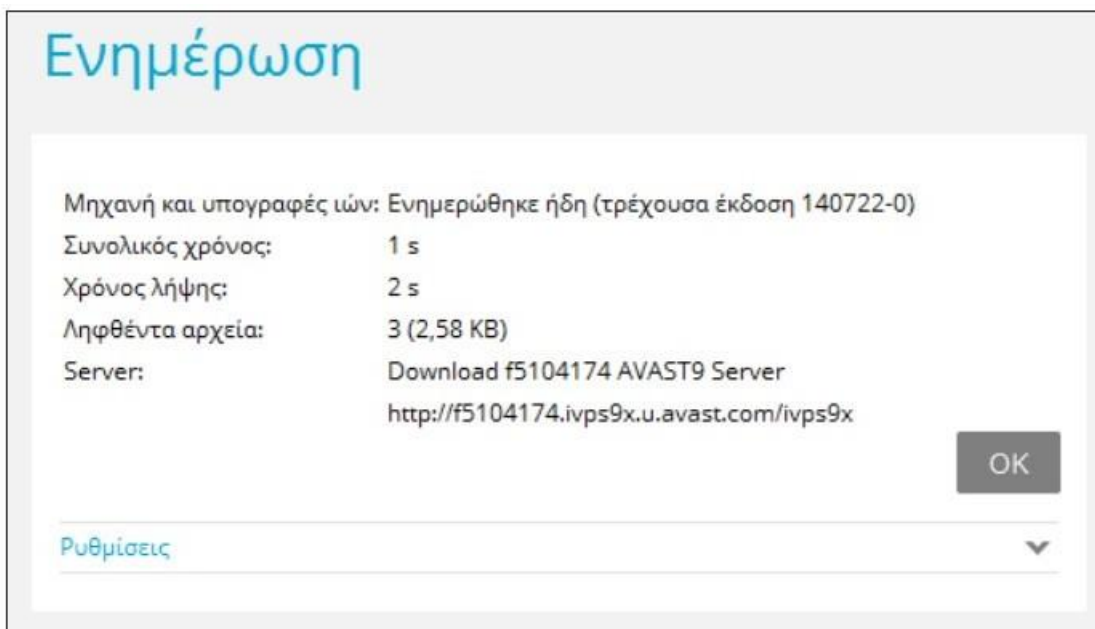 Ενημέρωση
Μηχανή και υπογραφές ιών: Ενημερώθηκε ήδη (τρέχουσα έκδοση 140722-0)
Συνολικός χρόνος: 1 s
Χρόνος λήψης: 2 s
Ληφθέντα αρχεία: 3 (2,58 KB)
Server: Download f5104174 AVAST9 Server
http://f5104174.ivps9x.u.avast.com/ivps9x
OK
Ρυθμίσεις